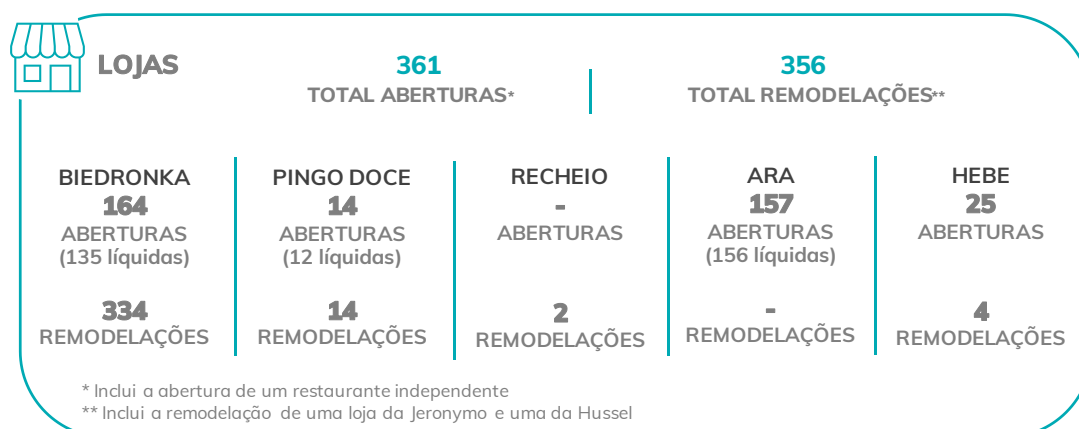 LOJAS
361
TOTAL ABERTURAS*
356
TOTAL REMODELAÇÕES**
BIEDRONKA
164
ABERTURAS
(135 líquidas)
334
REMODELAÇÕES
PINGO DOCE
14
ABERTURAS
(12 líquidas)
14
REMODELAÇÕES
RECHEIO
-
ABERTURAS
2
REMODELAÇÕES
ARA
157
ABERTURAS
(156 líquidas)
-
REMODELAÇÕES
HEBE
25
ABERTURAS
4
REMODELAÇÕES
* Inclui a abertura de um restaurante independente
** Inclui a remodelação de uma loja da Jeronymo e uma da Hussel